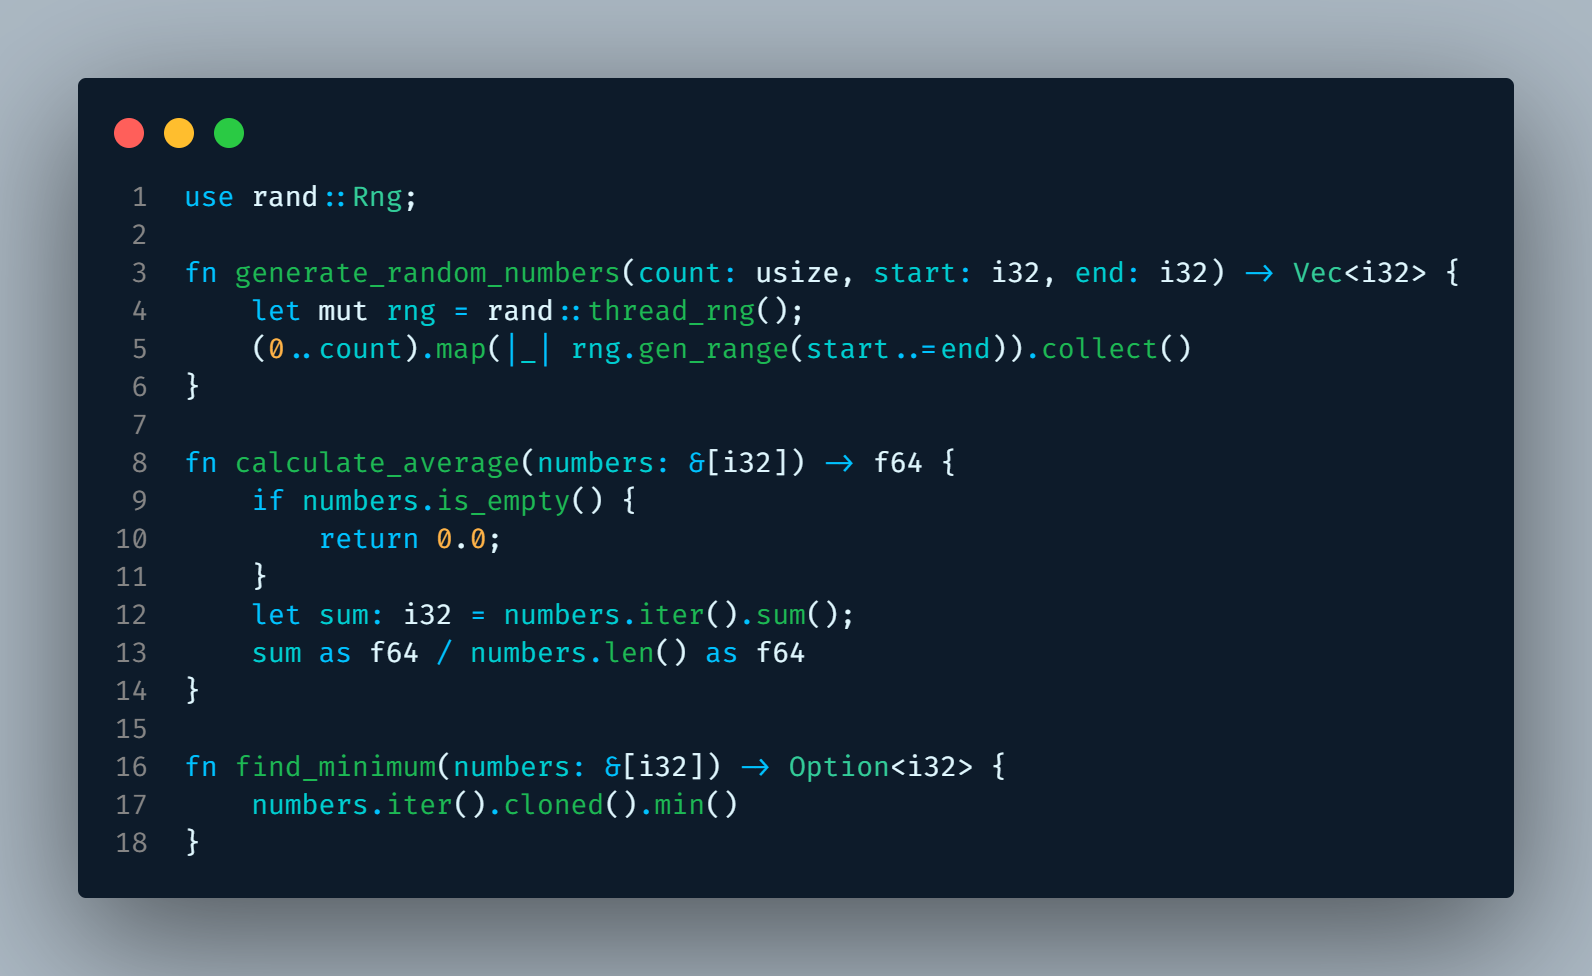 1 use rand::Rng;
2
3 fn generate_random_numbers(count: usize, start: i32, end: i32) -> Vec<i32> {
4     let mut rng = rand::thread_rng();
5     (0..count).map(|_| rng.gen_range(start..=end)).collect()
6 }
7
8 fn calculate_average(numbers: &[i32]) -> f64 {
9     if numbers.is_empty() {
10         return 0.0;
11     }
12     let sum: i32 = numbers.iter().sum();
13     sum as f64 / numbers.len() as f64
14 }
15
16 fn find_minimum(numbers: &[i32]) -> Option<i32> {
17     numbers.iter().cloned().min()
18 }